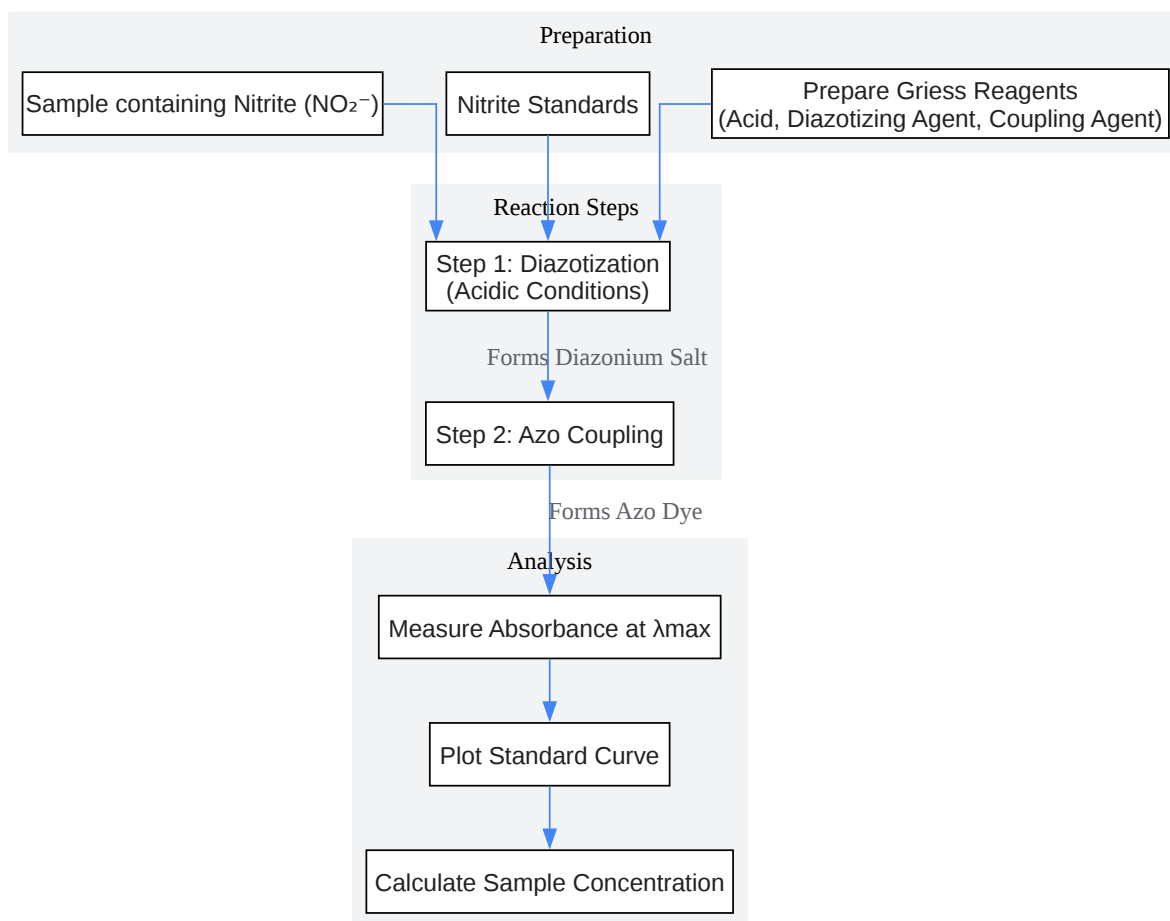 Preparation
Sample containing Nitrite (NO₂⁻)
Nitrite Standards
Prepare Griess Reagents
(Acid, Diazotizing Agent, Coupling Agent)
Reaction Steps
Step 1: Diazotization
(Acidic Conditions)
Forms Diazonium Salt
Step 2: Azo Coupling
Forms Azo Dye
Analysis
Measure Absorbance at λmax
Plot Standard Curve
Calculate Sample Concentration